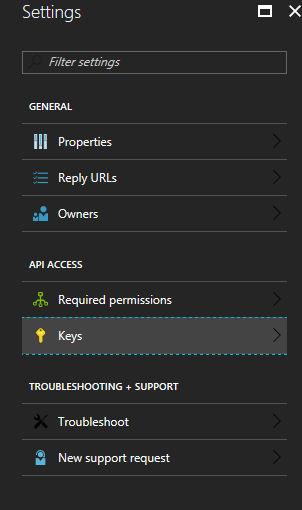 Settings
Filter settings
GENERAL
Properties
Reply URLs
Owners
API ACCESS
Required permissions
Keys
TROUBLESHOOTING + SUPPORT
Troubleshoot
New support request